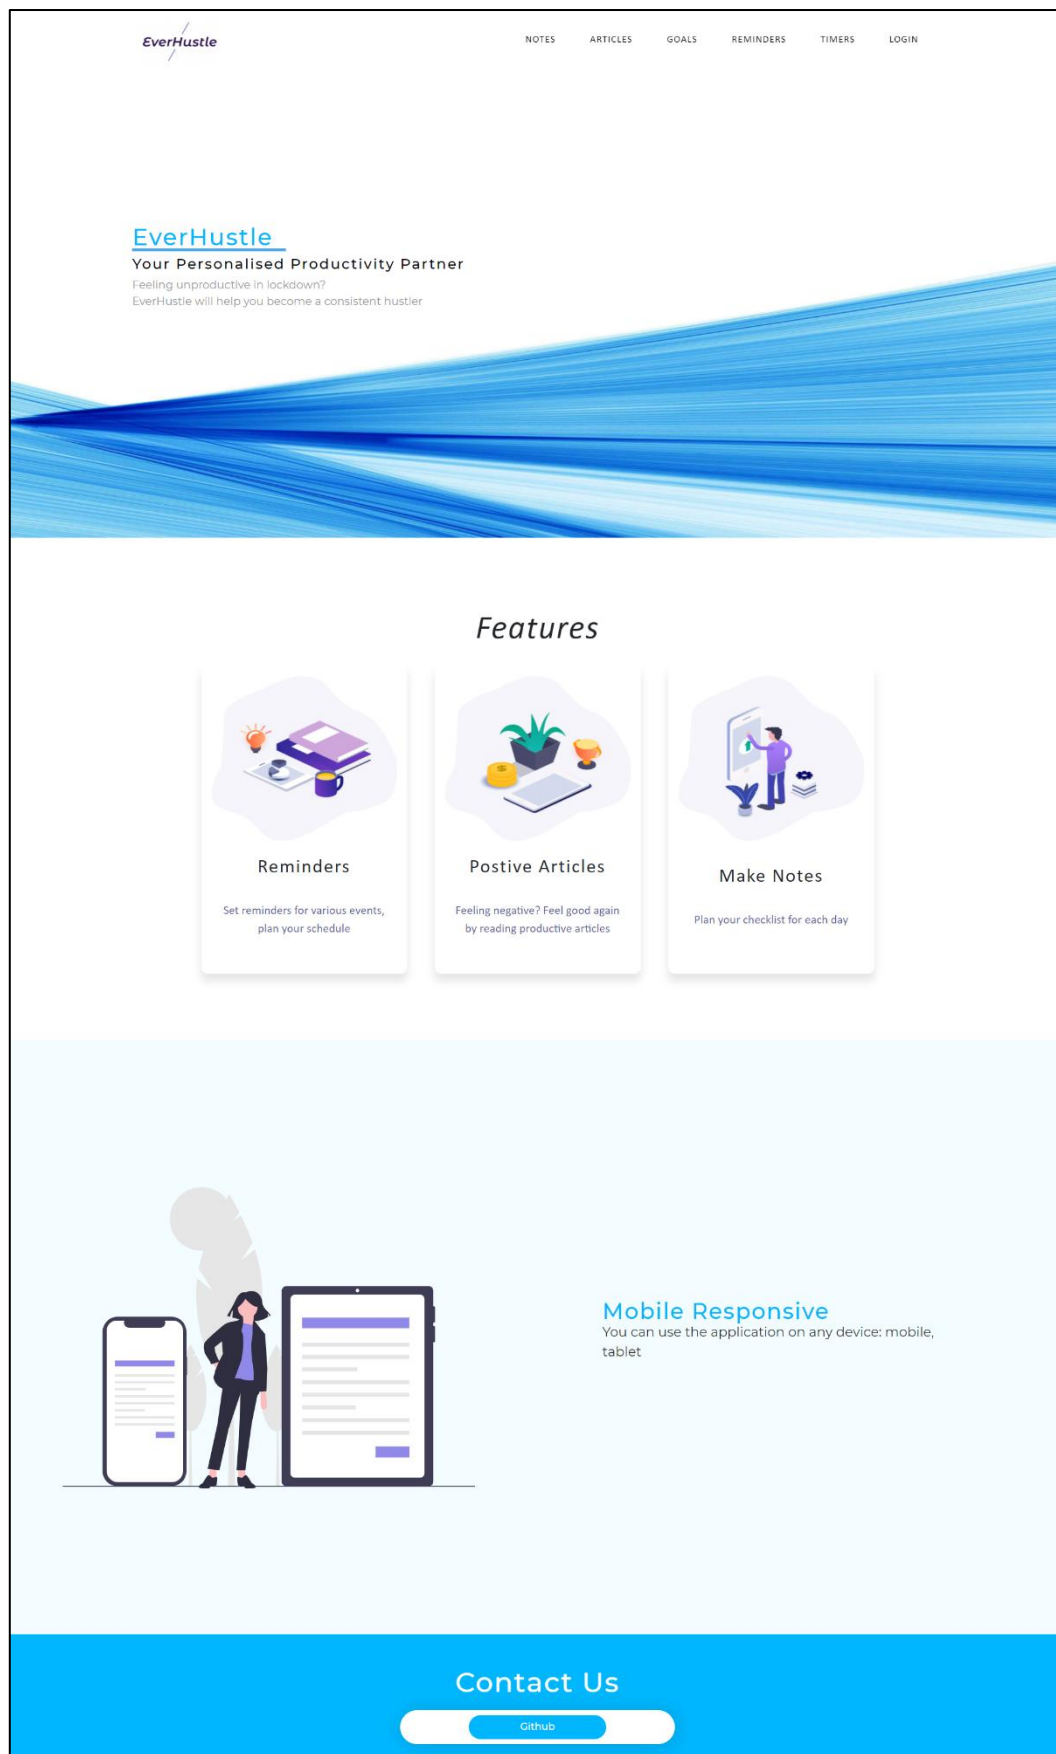 EverHustle
NOTES ARTICLES GOALS REMINDERS TIMERS LOGIN
EverHustle
Your Personalised Productivity Partner
Feeling unproductive in lockdown?
EverHustle will help you become a consistent hustler
Features
Reminders
Set reminders for various events,
plan your schedule
Postive Articles
Feeling negative? Feel good again
by reading productive articles
Make Notes
Plan your checklist for each day
Mobile Responsive
You can use the application on any device: mobile,
tablet
Contact Us
Github